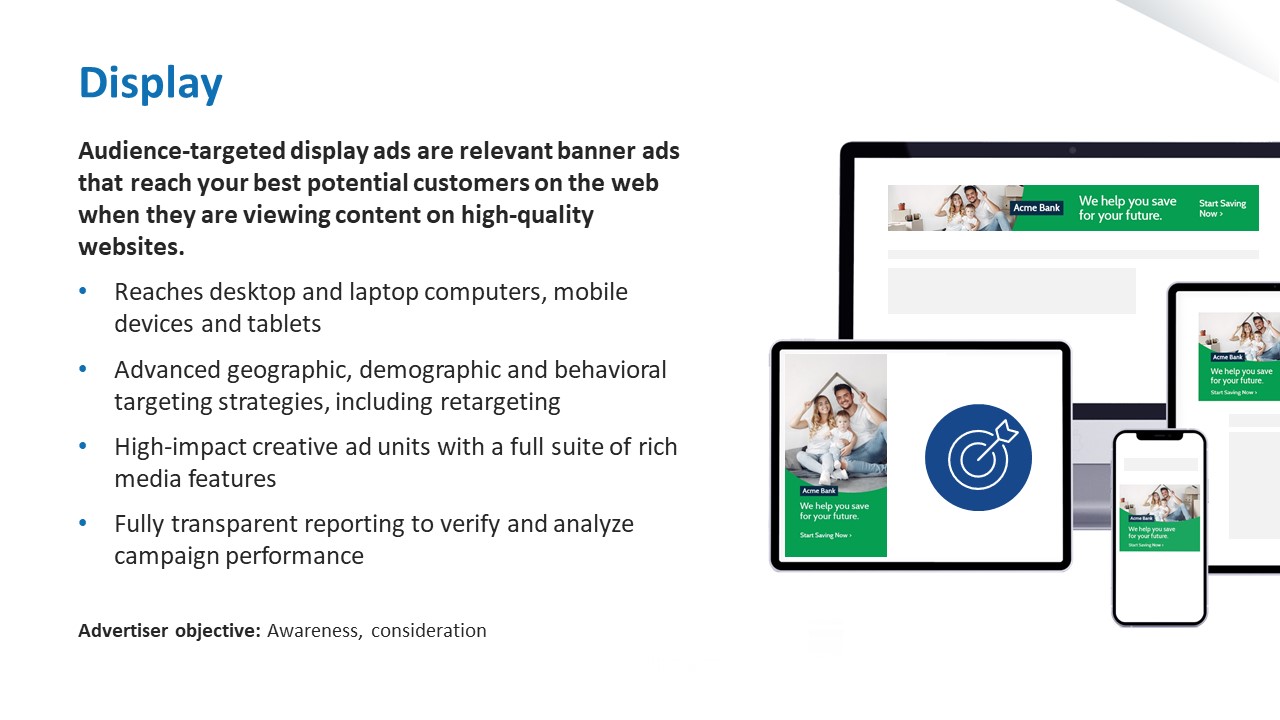 Display
Audience-targeted display ads are relevant banner ads
that reach your best potential customers on the web
when they are viewing content on high-quality
websites.
• Reaches desktop and laptop computers, mobile
devices and tablets
• Advanced geographic, demographic and behavioral
targeting strategies, including retargeting
• High-impact creative ad units with a full suite of rich
media features
• Fully transparent reporting to verify and analyze
campaign performance
Advertiser objective: Awareness, consideration
Acme Bank
We help you save
for your future.
Start Saving
Now ›
Acme Bank
We help you save
for your future.
Start Saving Now ›
Acme Bank
We help you save
for your future.
Start Saving Now ›
Acme Bank
We help you save
for your future.
Start Saving Now ›